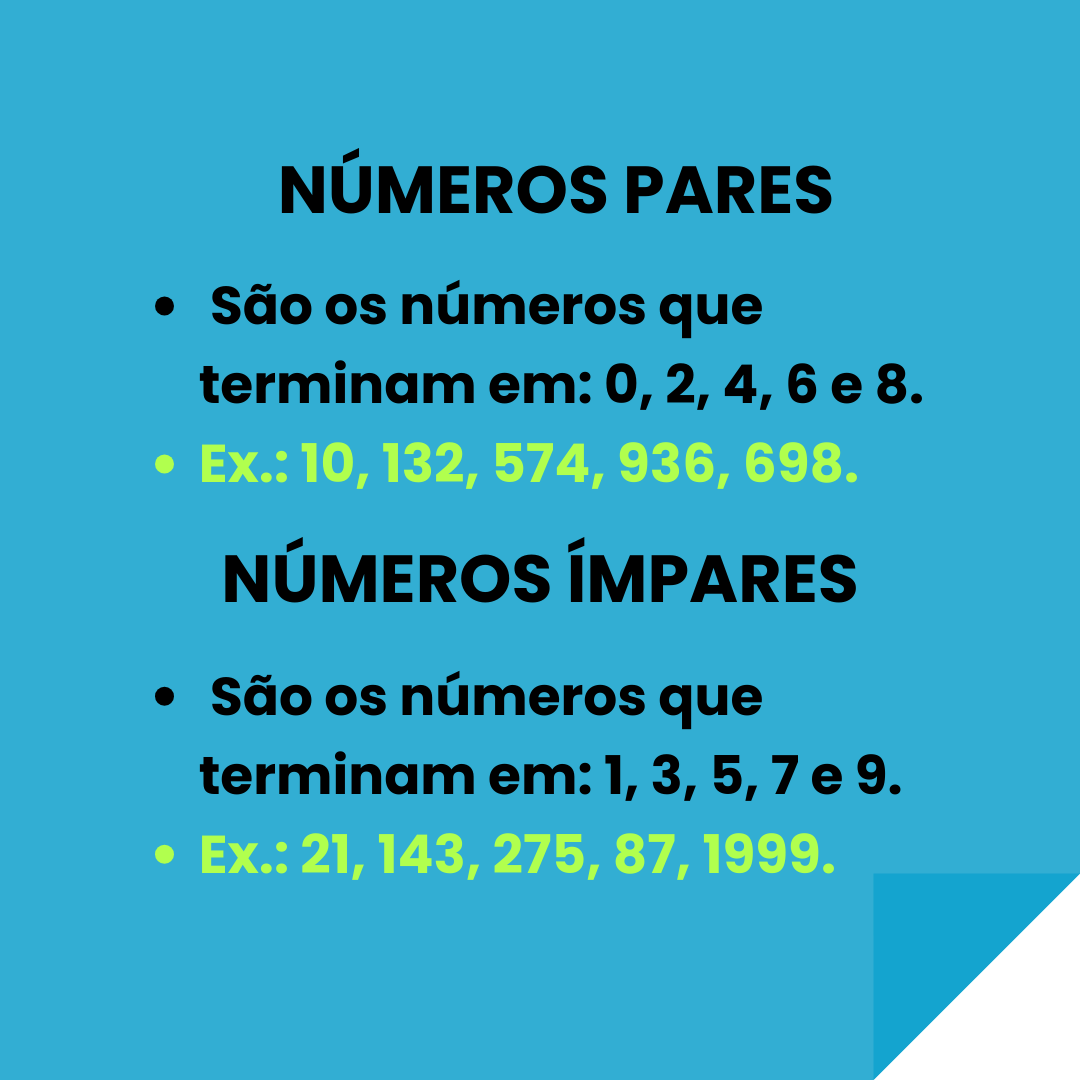 NÚMEROS PARES
• São os números que
terminam em: 0, 2, 4, 6 e 8.
• Ex.: 10, 132, 574, 936, 698.
NÚMEROS ÍMPARES
• São os números que
terminam em: 1, 3, 5, 7 e 9.
• Ex.: 21, 143, 275, 87, 1999.